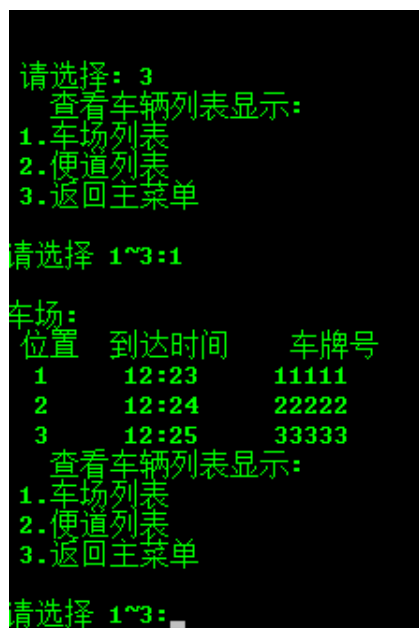 请选择: 3
查看车辆列表显示:
1.车场列表
2.便道列表
3.返回主菜单
请选择 1~3:1
车场:
位置 到达时间 车牌号
1 12:23 11111
2 12:24 22222
3 12:25 33333
查看车辆列表显示:
1.车场列表
2.便道列表
3.返回主菜单
请选择 1~3: